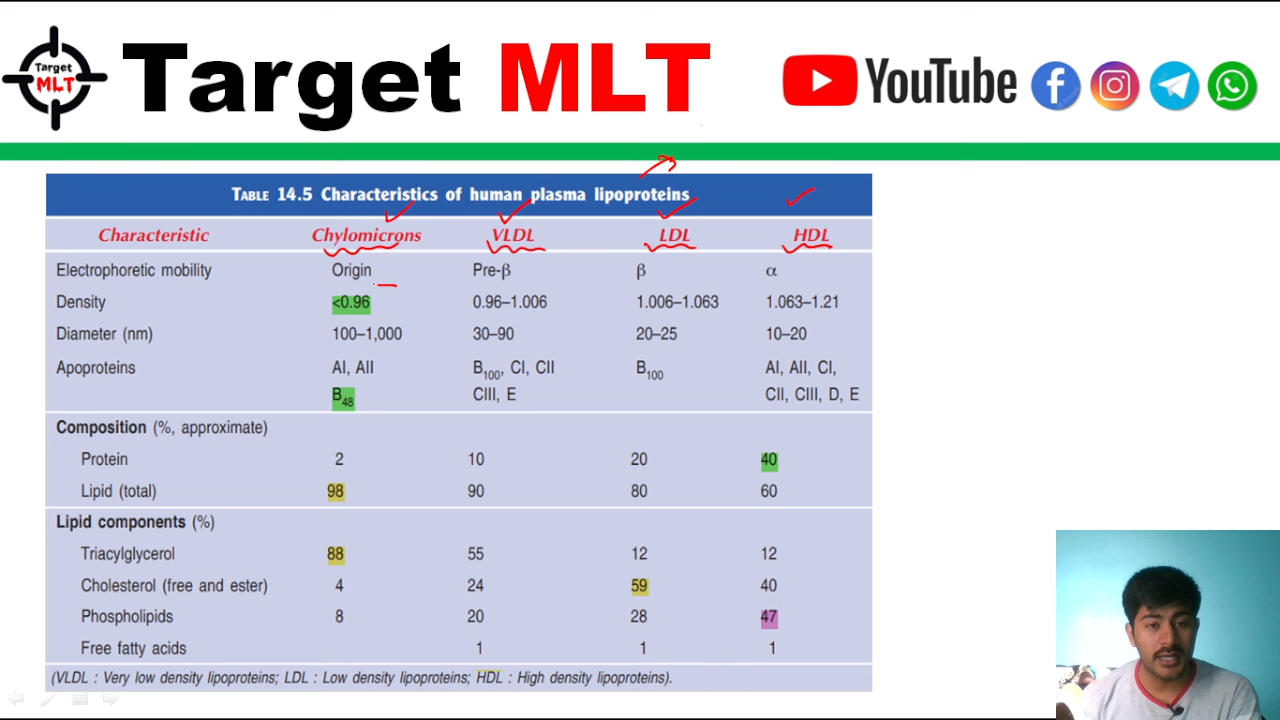 Target MLT
Target MLT
YouTube
TABLE 14.5 Characteristics of human plasma lipoproteins
Characteristic Chylomicrons VLDL LDL HDL
Electrophoretic mobility Origin Pre-β β α
Density <0.96 0.96–1.006 1.006–1.063 1.063–1.21
Diameter (nm) 100–1,000 30–90 20–25 10–20
Apoproteins AI, AII B100, CI, CII B100 AI, AII, CI,
B48 CIII, E CII, CIII, D, E
Composition (%, approximate)
Protein 2 10 20 40
Lipid (total) 98 90 80 60
Lipid components (%)
Triacylglycerol 88 55 12 12
Cholesterol (free and ester) 4 24 59 40
Phospholipids 8 20 28 47
Free fatty acids 1 1 1
(VLDL : Very low density lipoproteins; LDL : Low density lipoproteins; HDL : High density lipoproteins).